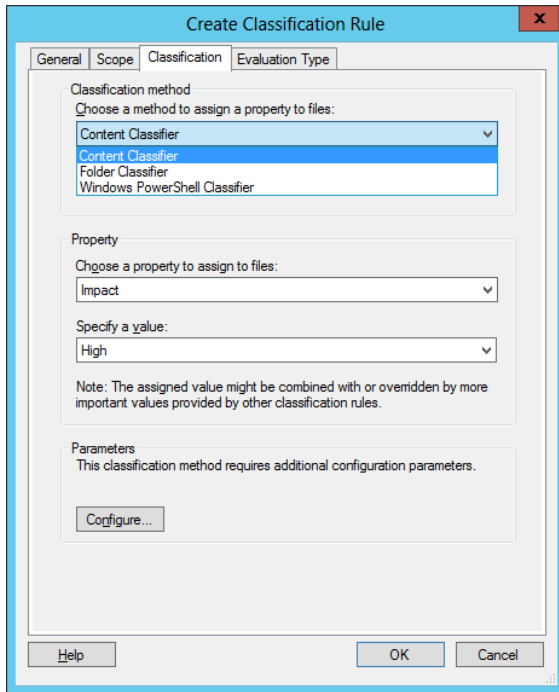 Create Classification Rule
x
General Scope Classification Evaluation Type
Classification method
Choose a method to assign a property to files:
Content Classifier
Content Classifier
Folder Classifier
Windows PowerShell Classifier
Property
Choose a property to assign to files:
Impact
Specify a value:
High
Note: The assigned value might be combined with or overridden by more
important values provided by other classification rules.
Parameters
This classification method requires additional configuration parameters.
Configure...
Help OK Cancel